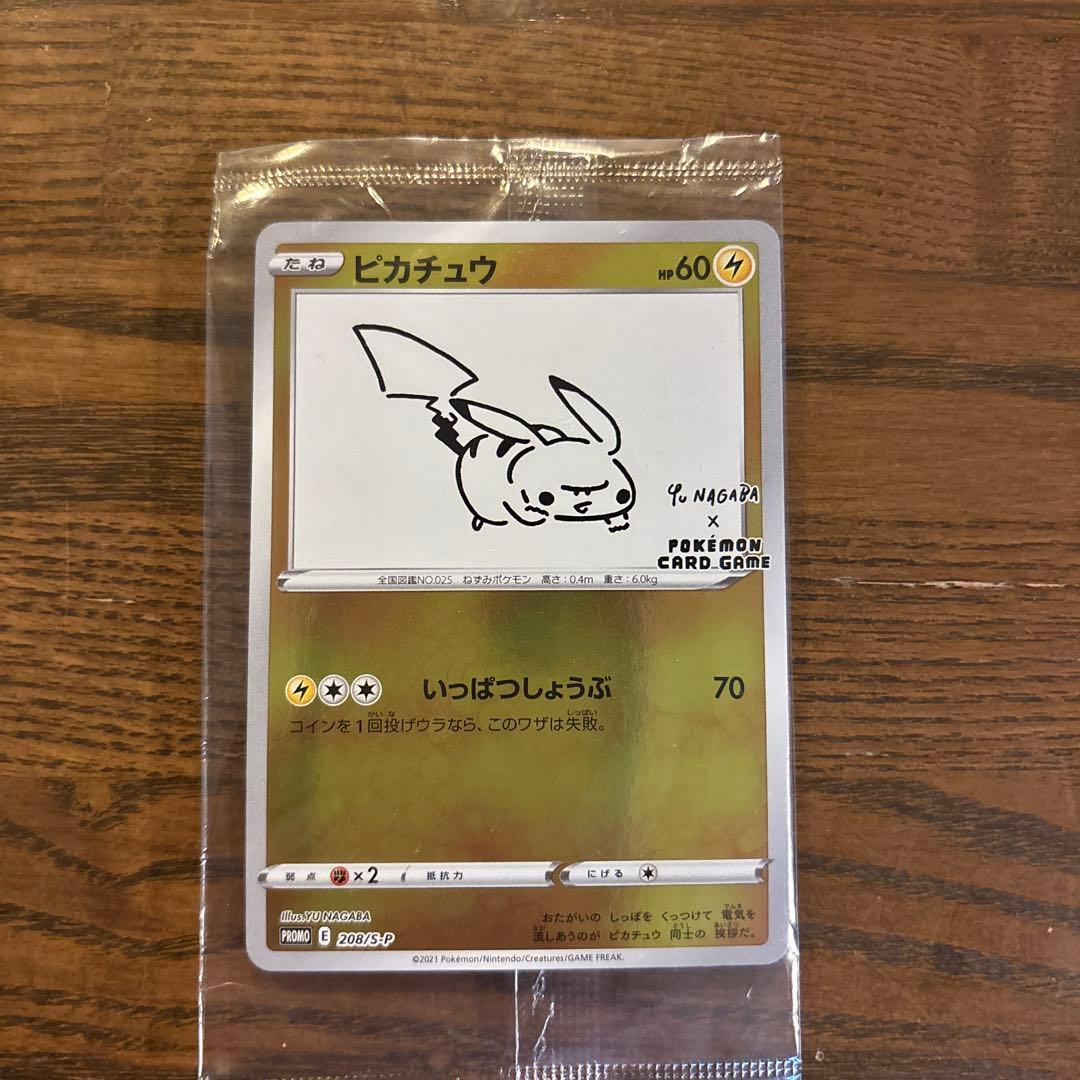 たね ピカチュウ HP60
YU NAGABA
×
POKÉMON
CARD GAME
全国図鑑NO.025 ねずみポケモン 高さ:0.4m 重さ:6.0kg
いっぱつしょうぶ 70
コインを1回投げウラなら、このワザは失敗。
弱点 ×2 抵抗力 にげる
Illus.YU NAGABA
おたがいの しっぽを くっつけて 電気を
流しあうのが ピカチュウ 同士の 挨拶だ。
PROMO E 208/S-P
©2021 Pokémon/Nintendo/Creatures/GAME FREAK.